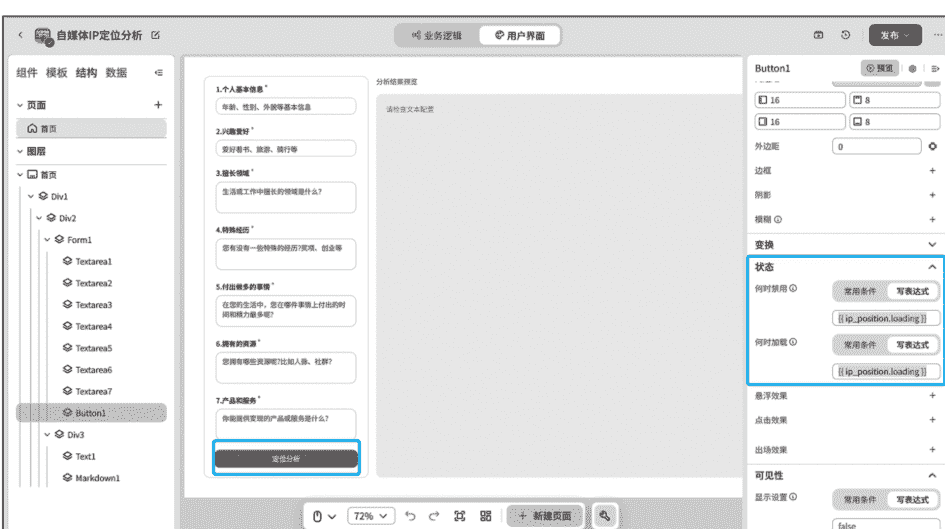 自媒体IP定位分析
业务逻辑
用户界面
发布
组件 模板 结构 数据
页面
首页
图层
首页
Div1
Div2
Form1
Textarea1
Textarea2
Textarea3
Textarea4
Textarea5
Textarea6
Textarea7
Button1
Div3
Text1
Markdown1
1.个人基本信息*
年龄、性别、外貌等基本信息
2.兴趣爱好*
爱好看书、旅游、骑行等
3.擅长领域*
生活或工作中擅长的领域是什么?
4.特殊经历*
您有没有一些特殊的经历?奖项、创业等
5.付出做多的事情*
在您的生活中，您在哪件事情上付出的时
间和精力最多呢?
6.拥有的资源*
您拥有哪些资源呢?比如人脉、社群?
7.产品和服务*
你能提供变现的产品或服务是什么?
定位分析
分析结果预览
请检查文本配置
72%
新建页面
Button1
预览
16
8
16
8
外边距
0
边框
阴影
模糊
变换
状态
何时禁用
常用条件 写表达式
{{ip_position.loading}}
何时加载
常用条件 写表达式
{{ip_position.loading}}
悬浮效果
点击效果
出场效果
可见性
显示设置
常用条件 写表达式
false